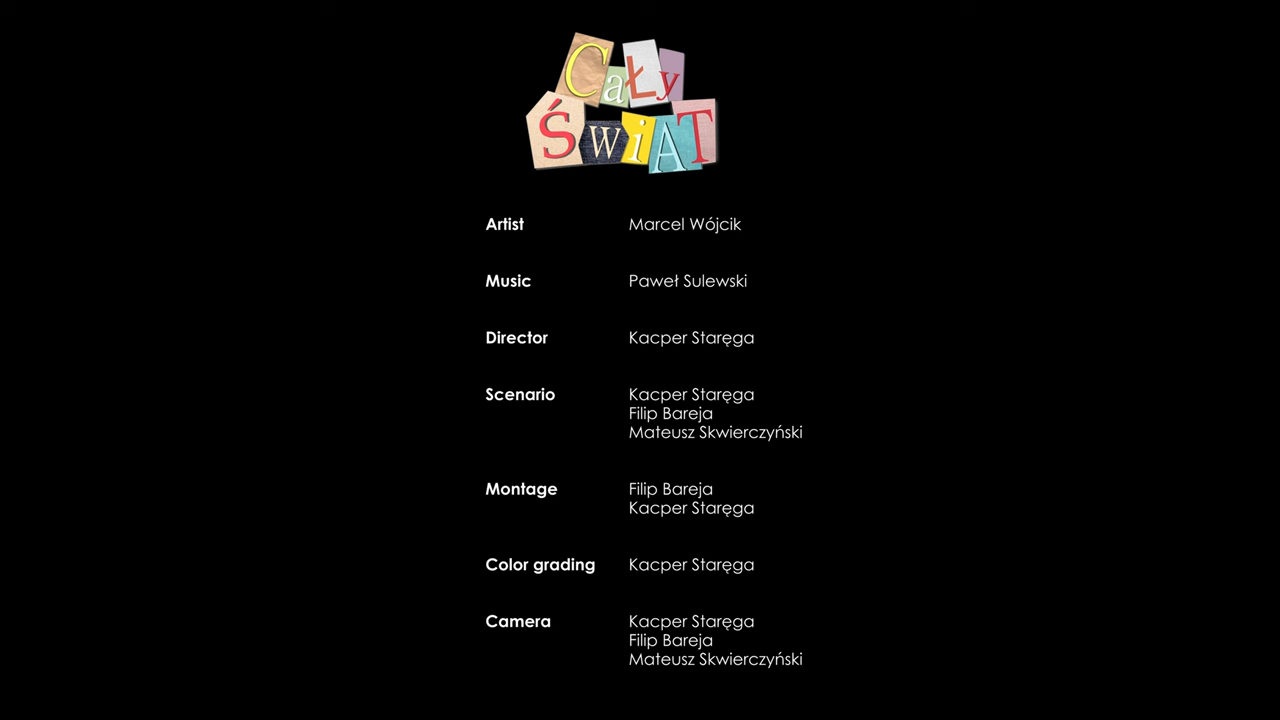 Cały
ŚwiAT
Artist Marcel Wójcik
Music Paweł Sulewski
Director Kacper Staręga
Scenario Kacper Staręga
Filip Bareja
Mateusz Skwierczyński
Montage Filip Bareja
Kacper Staręga
Color grading Kacper Staręga
Camera Kacper Staręga
Filip Bareja
Mateusz Skwierczyński